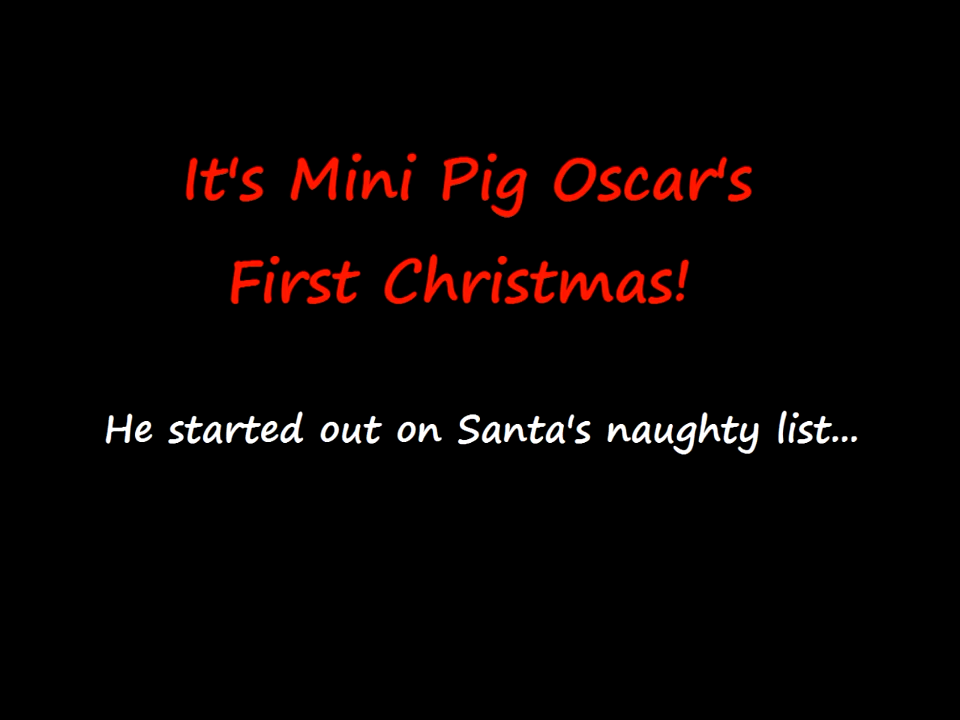 It's Mini Pig Oscar's
First Christmas!
He started out on Santa's naughty list...